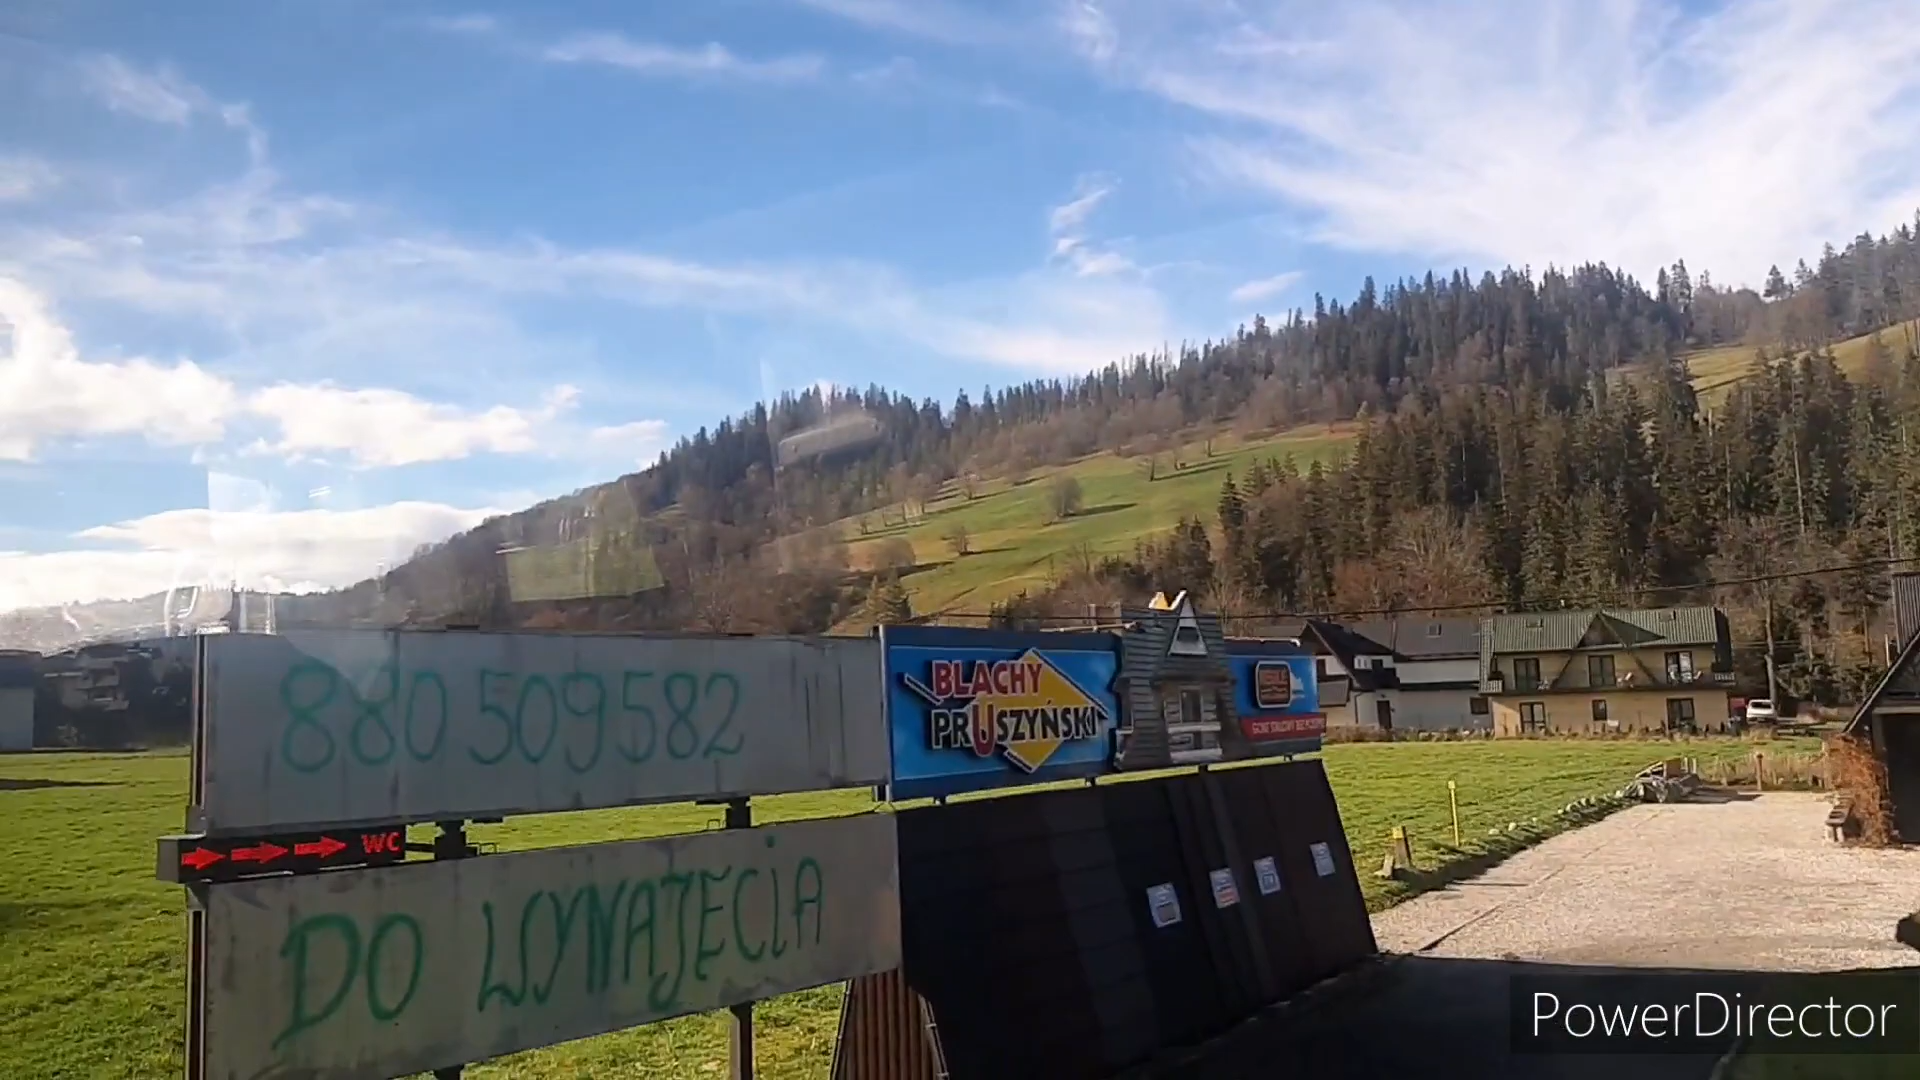 880 509 582
BLACHY
PRUSZYŃSKI
WC
DO WYNAJĘCIA
PowerDirector